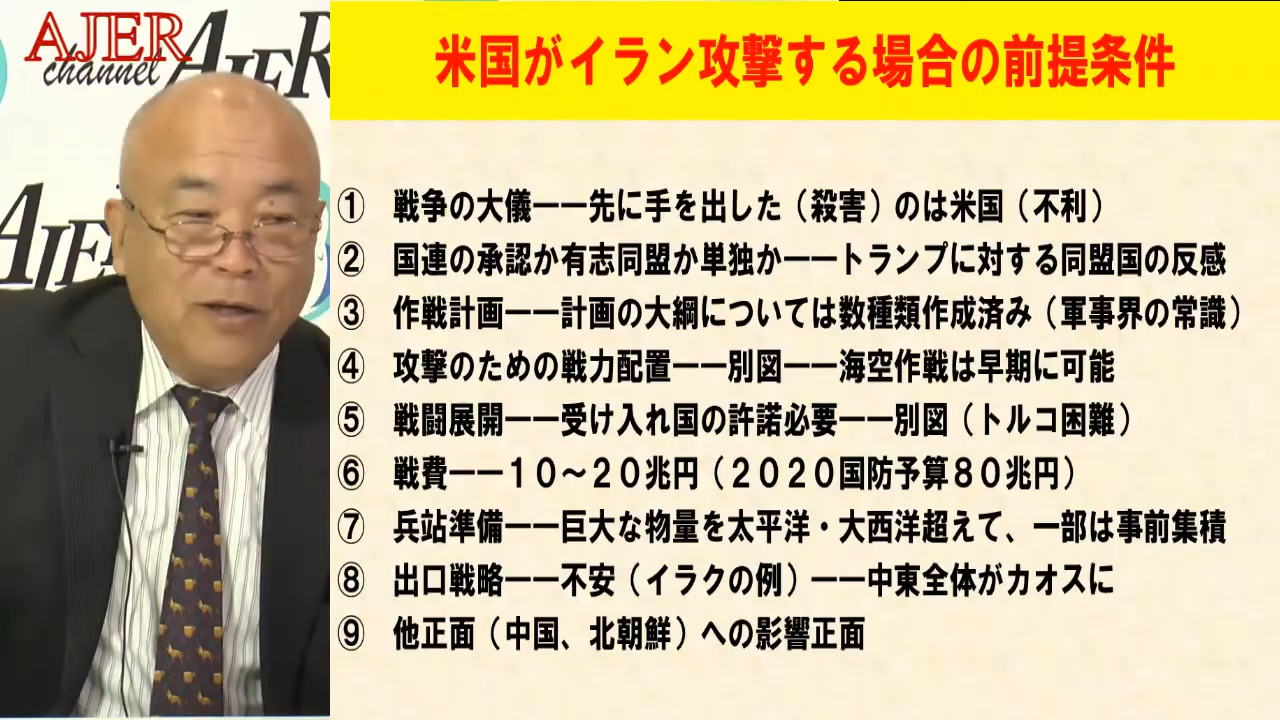 AJER
channel
AJER
AJER
米国がイラン攻撃する場合の前提条件
① 戦争の大儀――先に手を出した（殺害）のは米国（不利）
② 国連の承認か有志同盟か単独か――トランプに対する同盟国の反感
③ 作戦計画――計画の大綱については数種類作成済み（軍事界の常識）
④ 攻撃のための戦力配置――別図――海空作戦は早期に可能
⑤ 戦闘展開――受け入れ国の許諾必要――別図（トルコ困難）
⑥ 戦費――１０～２０兆円（２０２０国防予算８０兆円）
⑦ 兵站準備――巨大な物量を太平洋・大西洋超えて、一部は事前集積
⑧ 出口戦略――不安（イラクの例）――中東全体がカオスに
⑨ 他正面（中国、北朝鮮）への影響正面